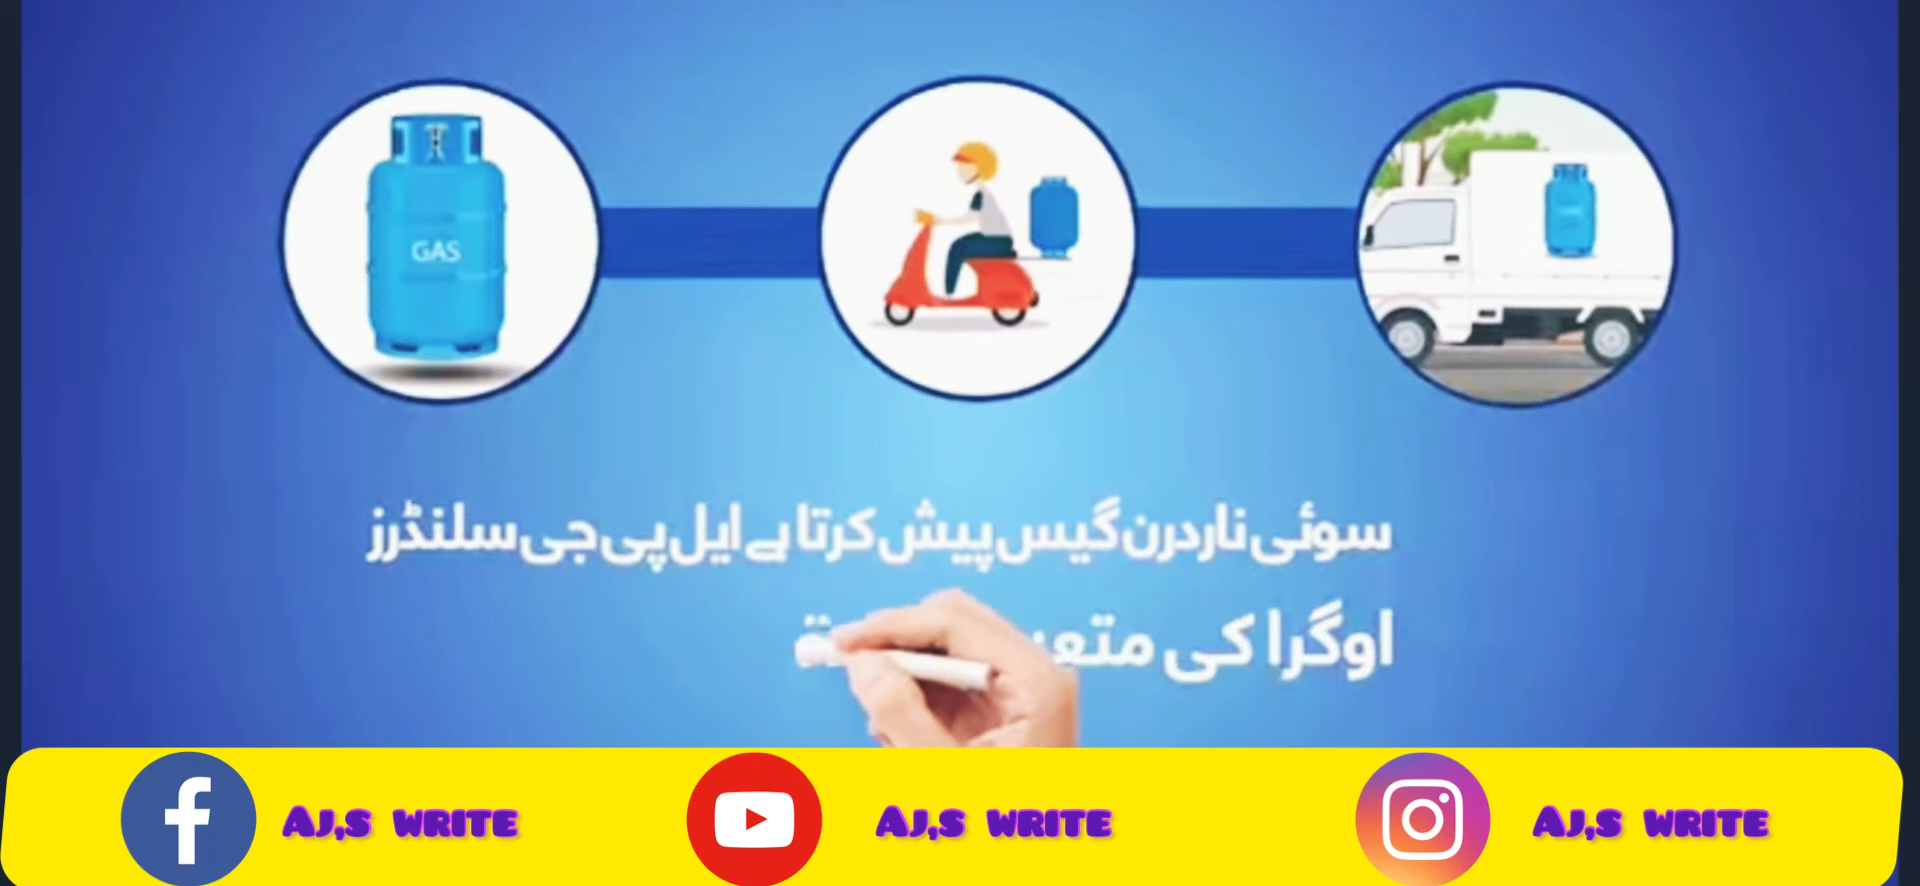 GAS
سوئی ناردرن گیس پیش کرتا ہے ایل پی جی سلنڈرز
اوگرا کی
AJ,S WRITE
AJ,S WRITE
AJ,S WRITE